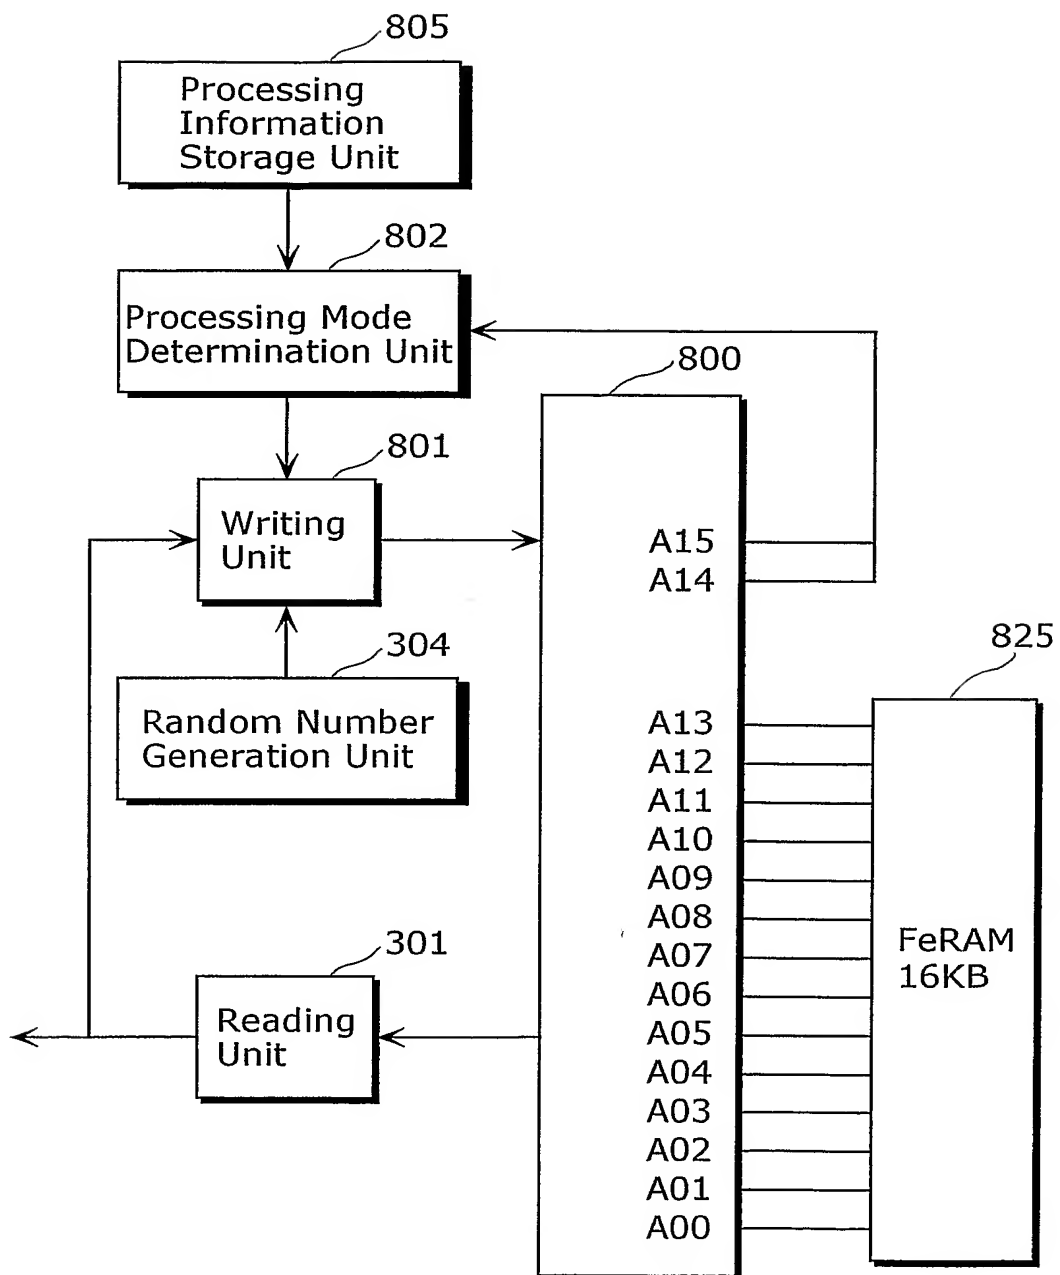 805
Processing
Information
Storage Unit
802
Processing Mode
Determination Unit
800
801
Writing
Unit
A15
A14
304
Random Number
Generation Unit
825
A13
A12
A11
A10
A09
A08
A07
A06
A05
A04
A03
A02
A01
A00
FeRAM
16KB
301
Reading
Unit